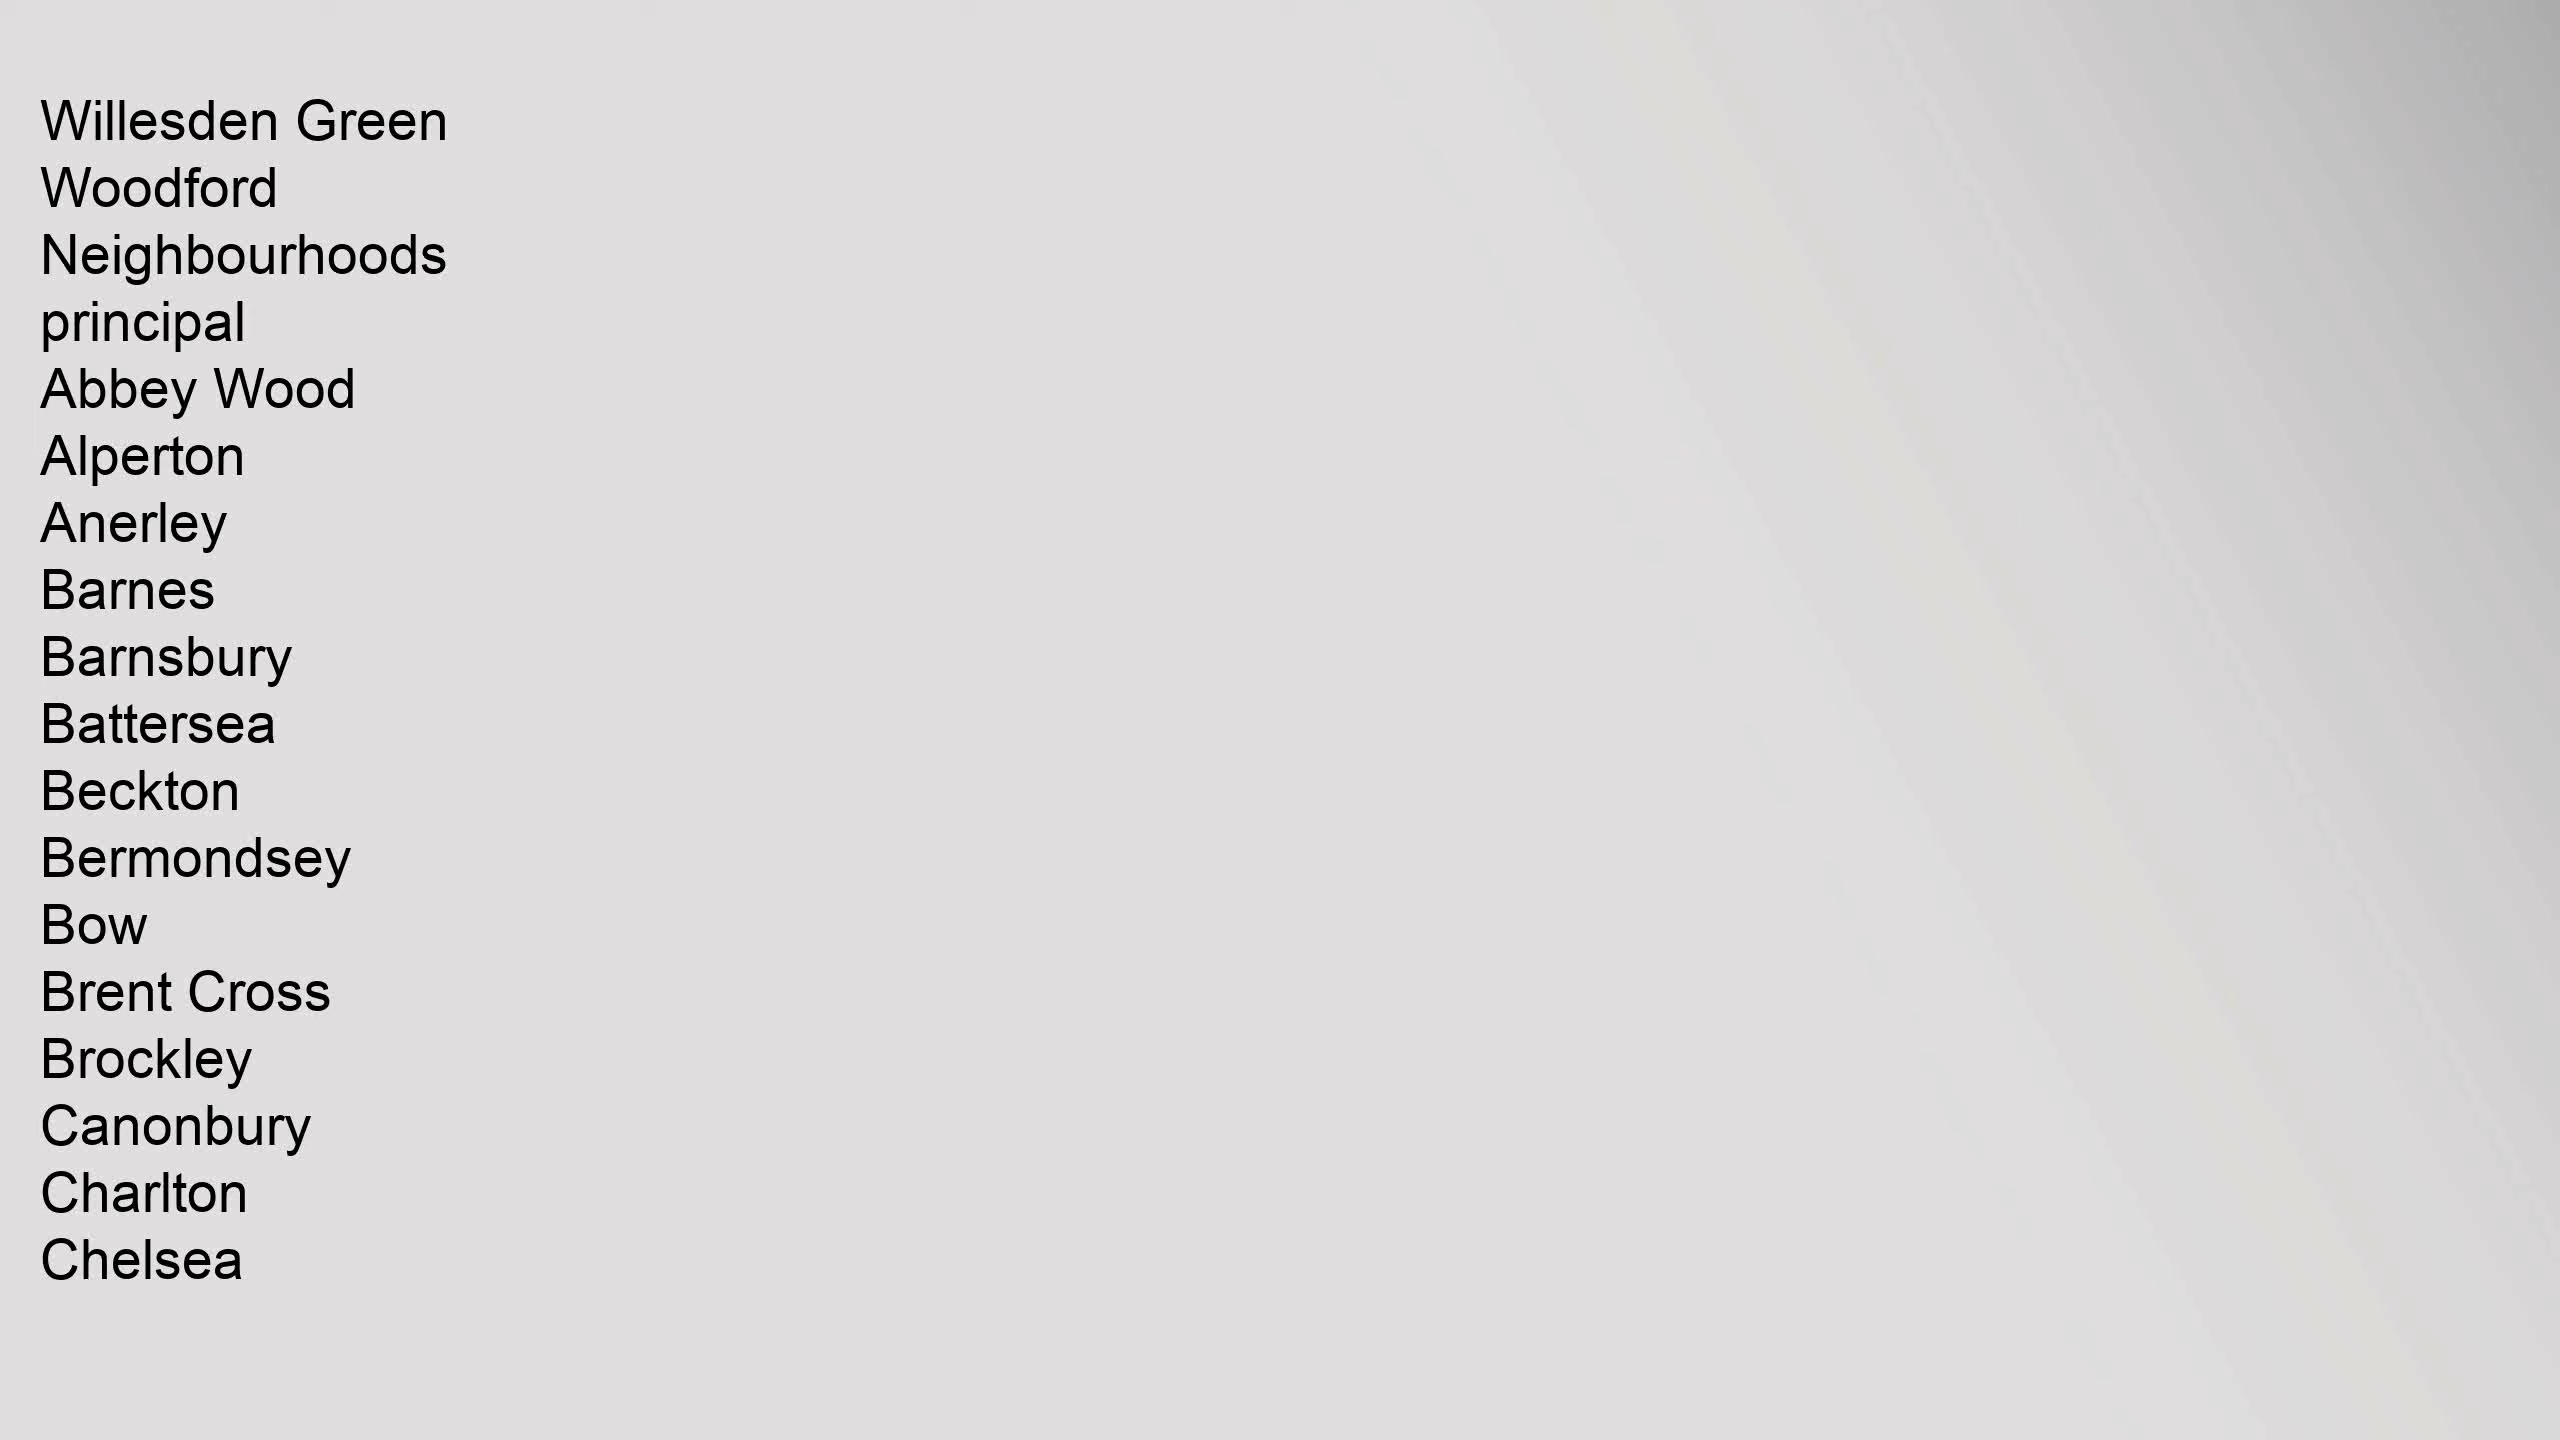 Willesden Green
Woodford
Neighbourhoods
principal
Abbey Wood
Alperton
Anerley
Barnes
Barnsbury
Battersea
Beckton
Bermondsey
Bow
Brent Cross
Brockley
Canonbury
Charlton
Chelsea